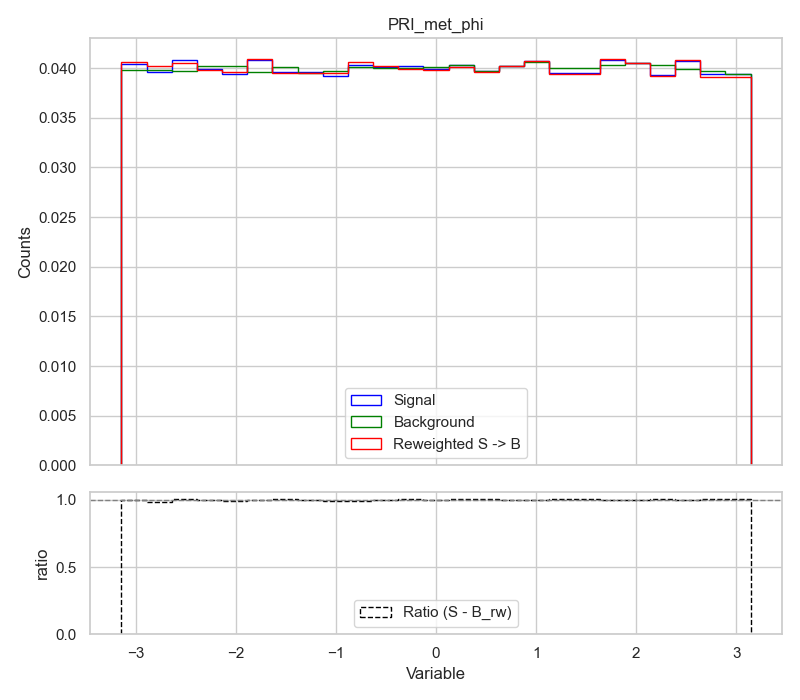 PRI_met_phi
0.040
0.035
0.030
0.025
0.020
0.015
0.010
0.005
0.000
Counts
Signal
Background
Reweighted S -> B
1.0
0.5
0.0
ratio
Ratio (S - B_rw)
−3 −2 −1 0 1 2 3
Variable